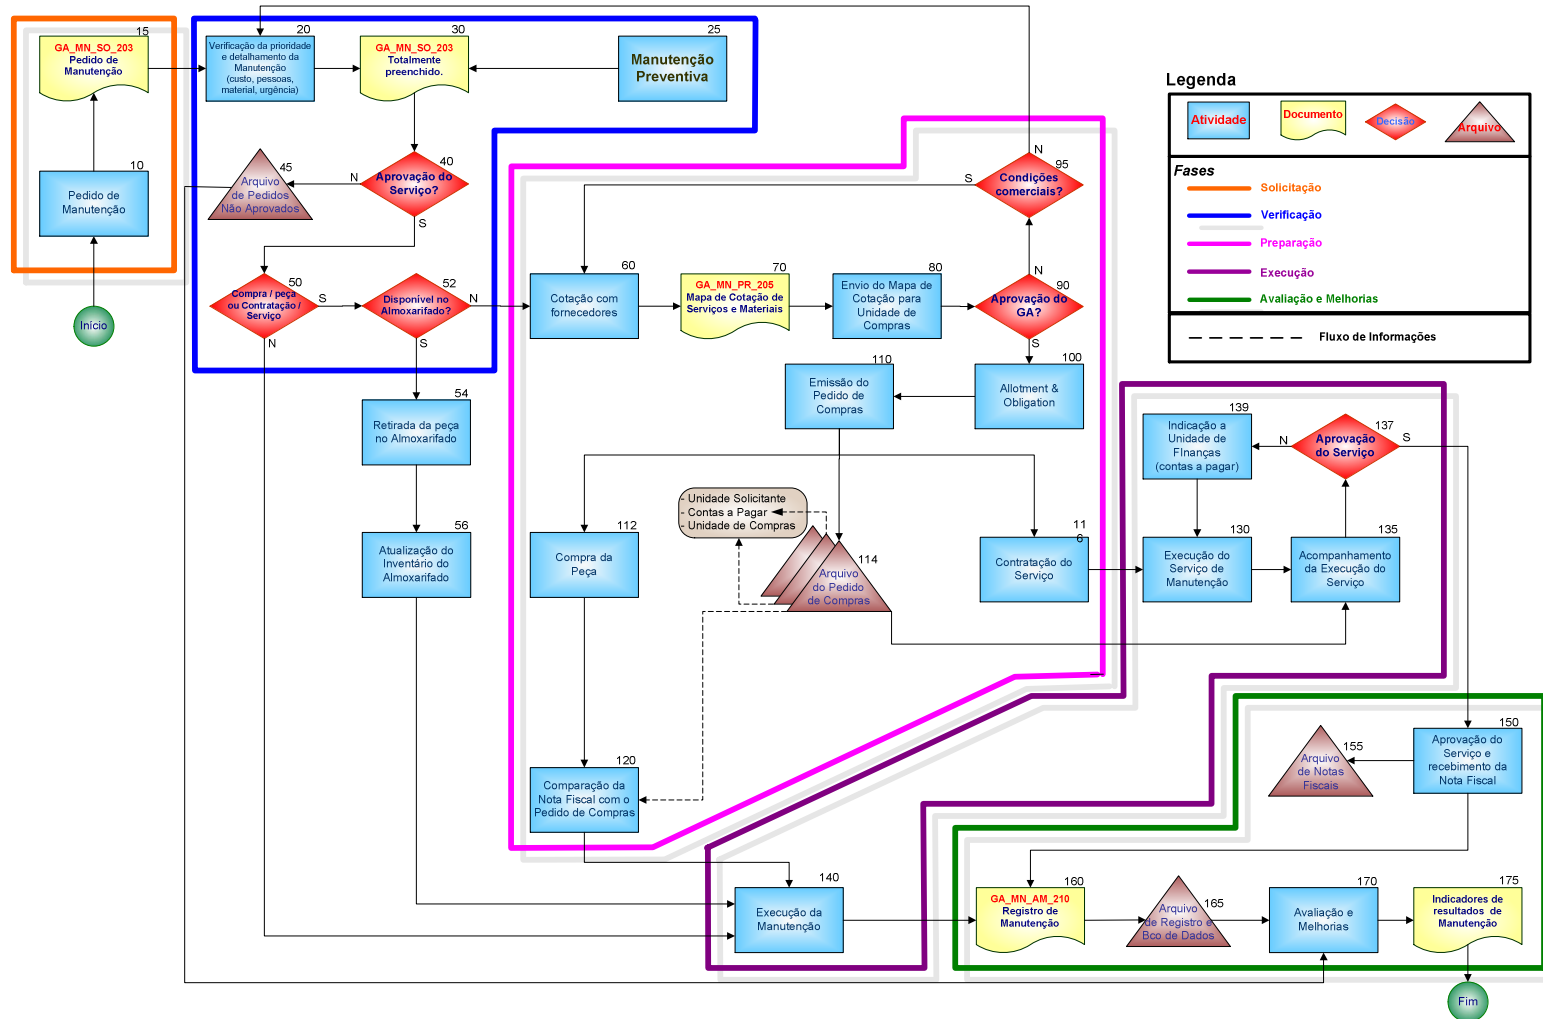 15
GA_MN_SO_203
Pedido de
Manutenção
10
Pedido de
Manutenção
Início
20
Verificação da prioridade
e detalhamento da
Manutenção
(custo, pessoas,
material, urgência)
30
GA_MN_SO_203
Totalmente
preenchido.
25
Manutenção
Preventiva
45
Arquivo
de Pedidos
Não Aprovados
N
40
Aprovação do
Serviço?
S
50
Compra / peça
ou Contratação /
Serviço
S
N
52
Disponível no
Almoxarifado?
N
S
54
Retirada da peça
no Almoxarifado
56
Atualização do
Inventário do
Almoxarifado
60
Cotação com
fornecedores
70
GA_MN_PR_205
Mapa de Cotação de
Serviços e Materiais
80
Envio do Mapa de
Cotação para
Unidade de
Compras
N
95
Condições
comerciais?
S
N
90
Aprovação do
GA?
S
100
Allotment &
Obligation
110
Emissão do
Pedido de
Compras
- Unidade Solicitante
- Contas a Pagar
- Unidade de Compras
112
Compra da
Peça
114
Arquivo
do Pedido
de Compras
11
6
Contratação do
Serviço
120
Comparação da
Nota Fiscal com o
Pedido de Compras
139
Indicação a
Unidade de
FInanças
(contas a pagar)
N
137
Aprovação
do Serviço
S
130
Execução do
Serviço de
Manutenção
135
Acompanhamento
da Execução do
Serviço
140
Execução da
Manutenção
150
Aprovação do
Serviço e
recebimento da
Nota Fiscal
155
Arquivo
de Notas
Fiscais
160
GA_MN_AM_210
Registro de
Manutenção
165
Arquivo
de Registro e
Bco de Dados
170
Avaliação e
Melhorias
175
Indicadores de
resultados de
Manutenção
Fim
Legenda
Atividade
Documento
Decisão
Arquivo
Fases
Solicitação
Verificação
Preparação
Execução
Avaliação e Melhorias
Fluxo de Informações